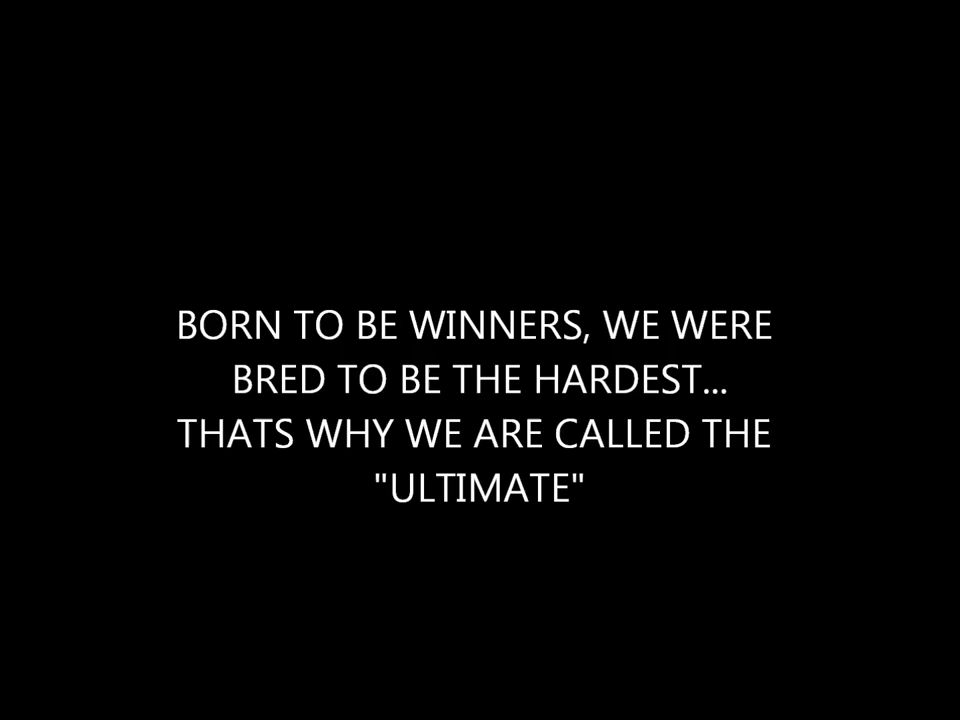 BORN TO BE WINNERS, WE WERE
BRED TO BE THE HARDEST...
THATS WHY WE ARE CALLED THE
"ULTIMATE"